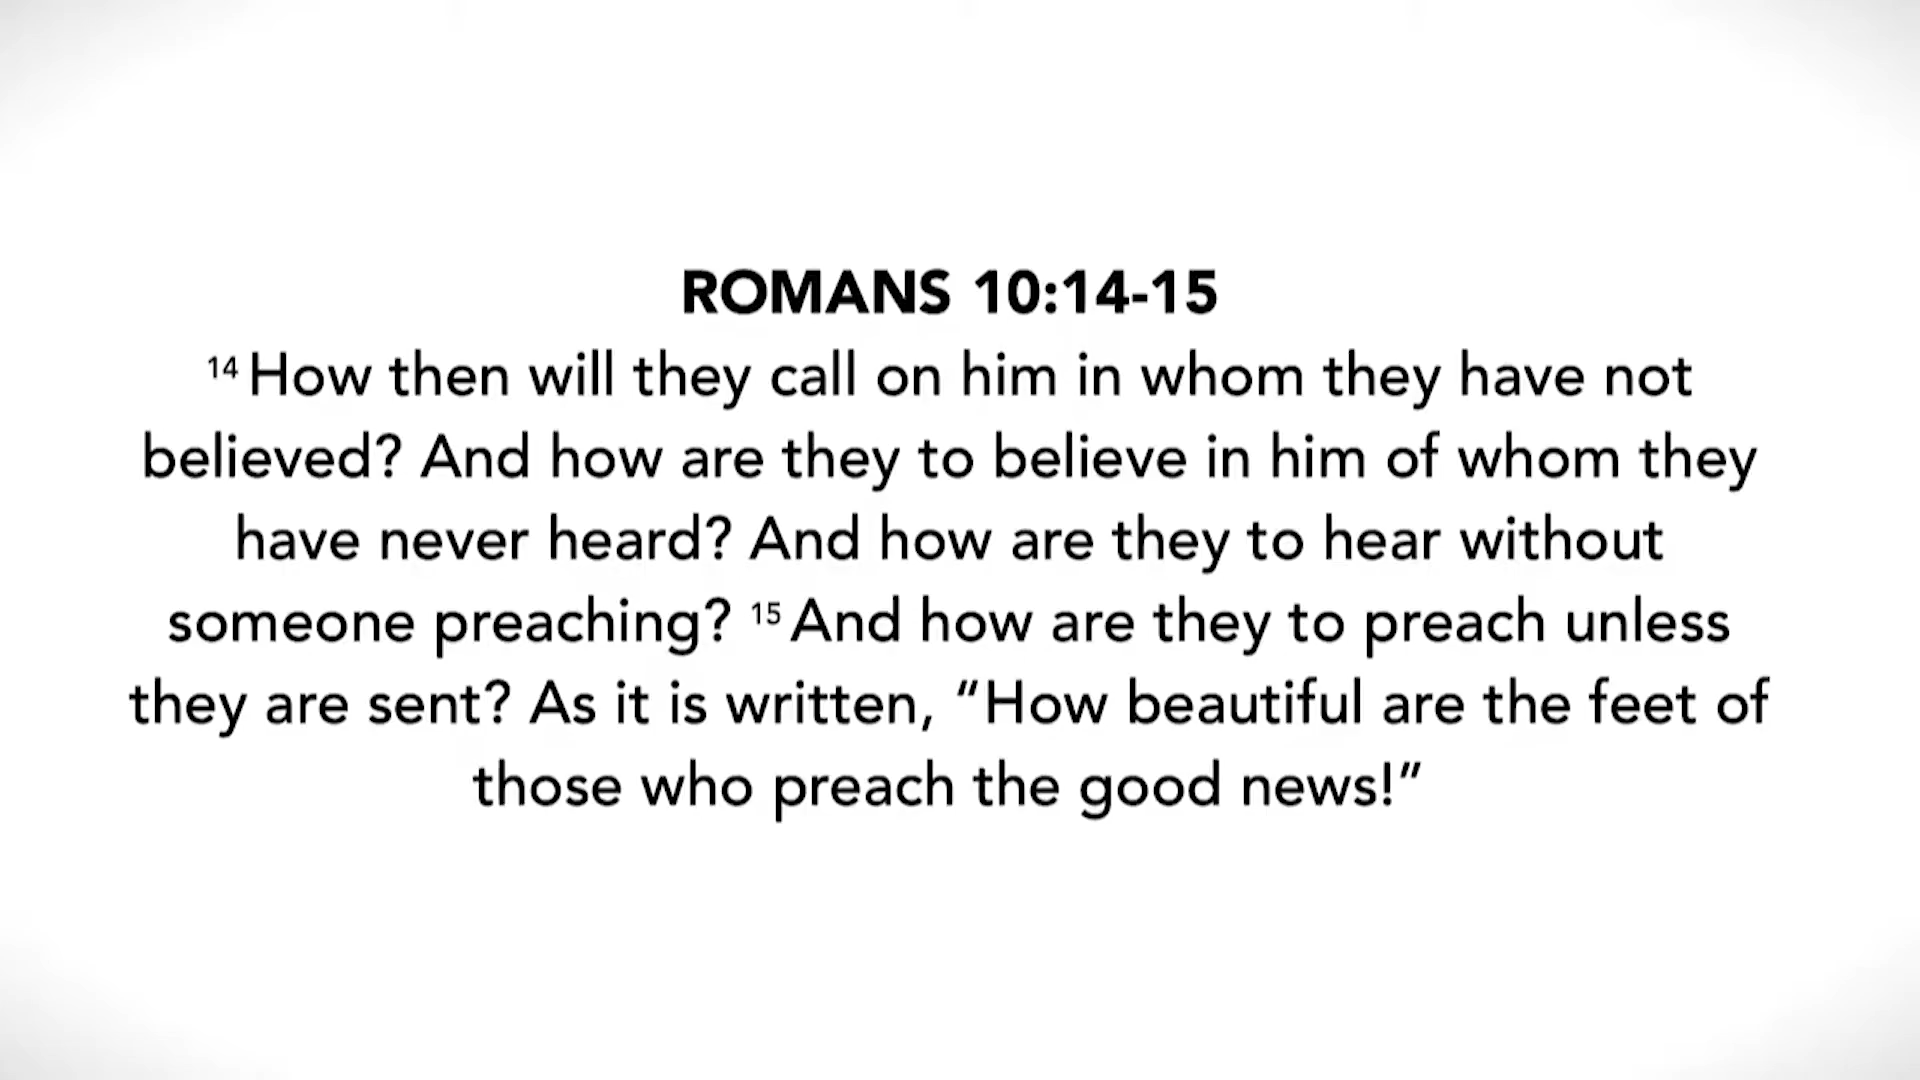 ROMANS 10:14-15
14 How then will they call on him in whom they have not
believed? And how are they to believe in him of whom they
have never heard? And how are they to hear without
someone preaching? 15 And how are they to preach unless
they are sent? As it is written, “How beautiful are the feet of
those who preach the good news!”